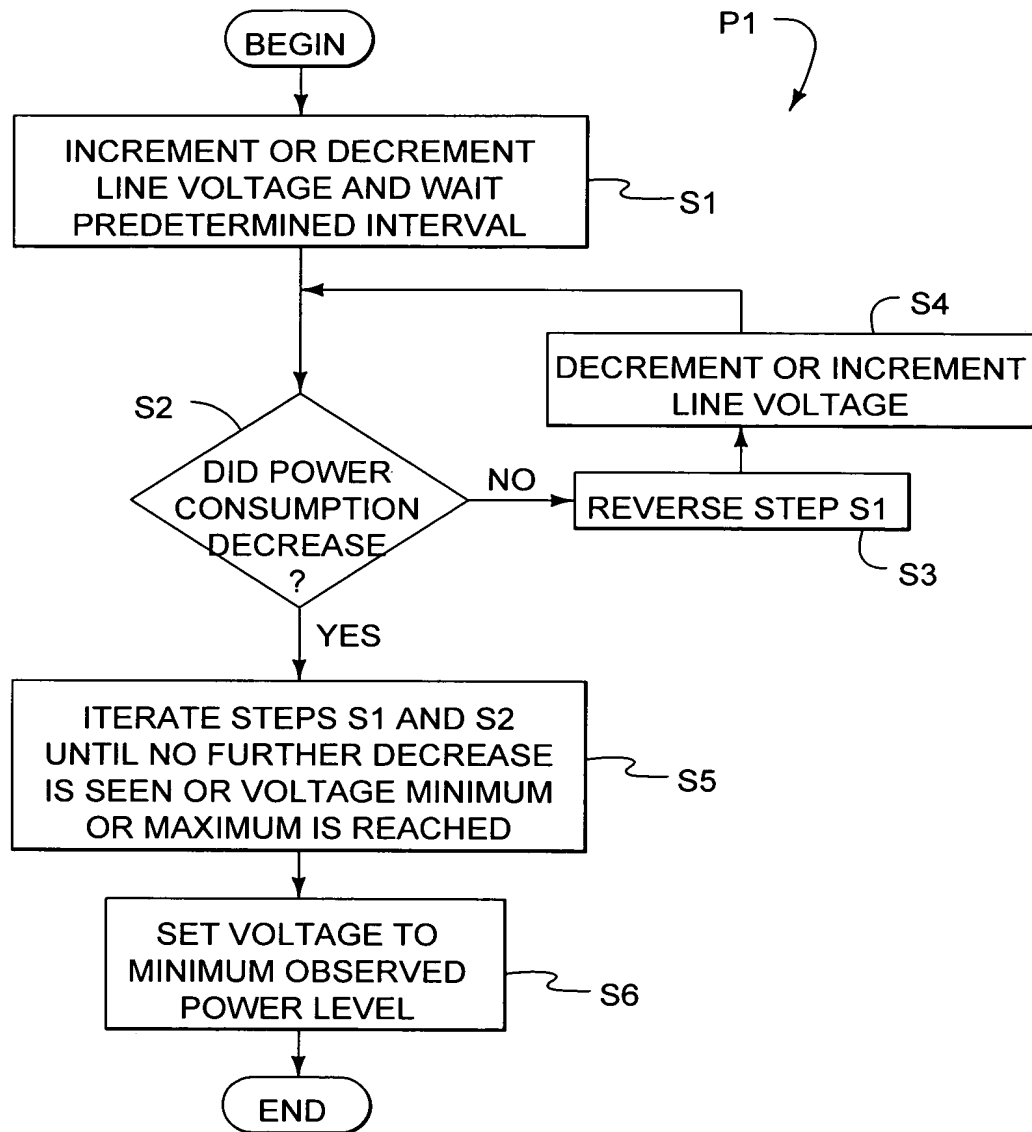 BEGIN
P1
INCREMENT OR DECREMENT
LINE VOLTAGE AND WAIT
PREDETERMINED INTERVAL
S1
S4
DECREMENT OR INCREMENT
LINE VOLTAGE
S2
DID POWER
CONSUMPTION
DECREASE
?
NO
REVERSE STEP S1
S3
YES
ITERATE STEPS S1 AND S2
UNTIL NO FURTHER DECREASE
IS SEEN OR VOLTAGE MINIMUM
OR MAXIMUM IS REACHED
S5
SET VOLTAGE TO
MINIMUM OBSERVED
POWER LEVEL
S6
END